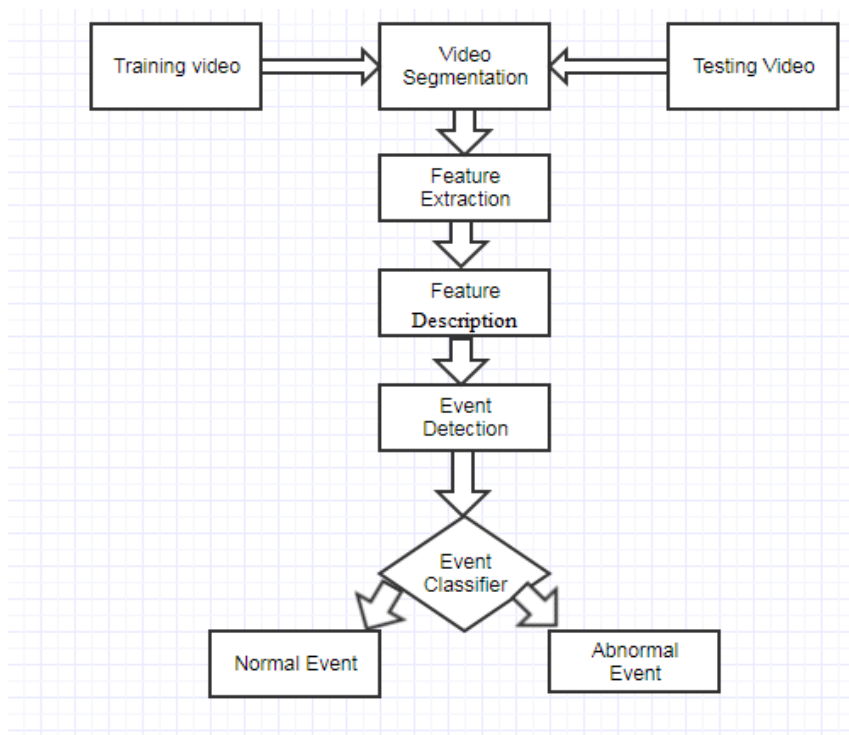 Training video
Video
Segmentation
Testing Video
Feature
Extraction
Feature
Description
Event
Detection
Event
Classifier
Normal Event
Abnormal
Event